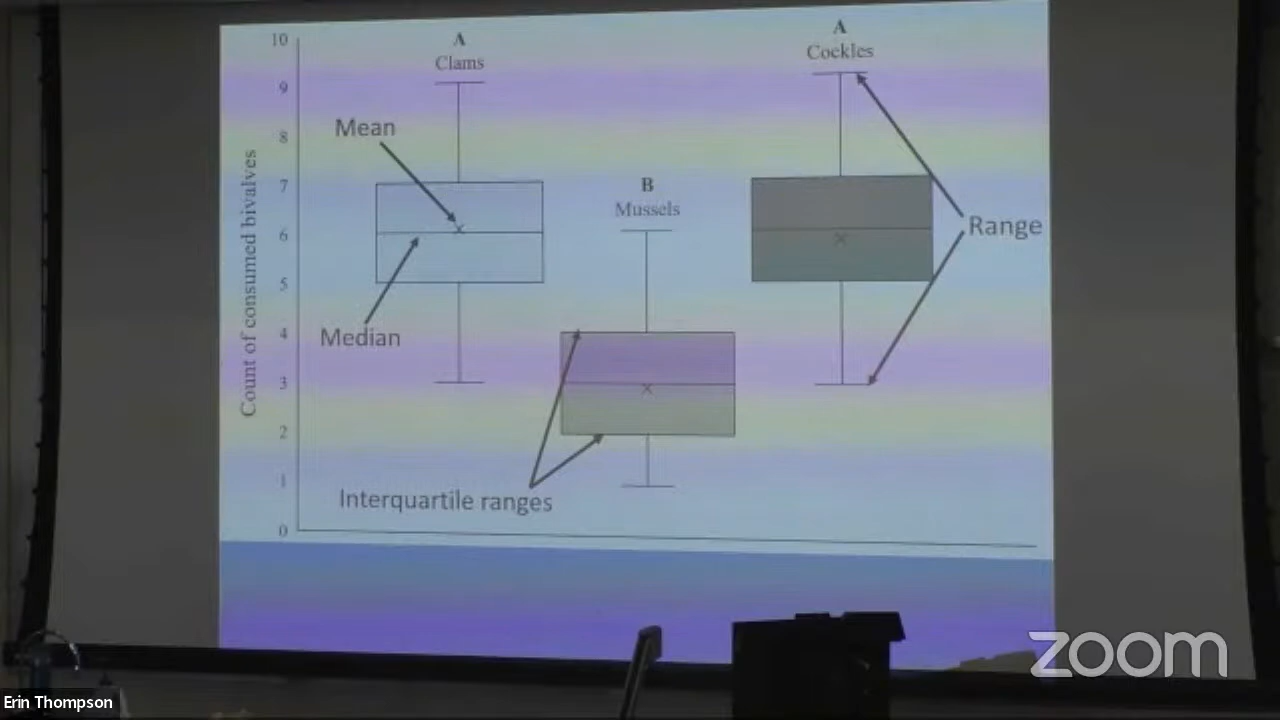 10
9
8
7
6
5
4
3
2
1
0
Count of consumed bivalves
A
Clams
Mean
Median
B
Mussels
Interquartile ranges
A
Cockles
Range
zoom
Erin Thompson